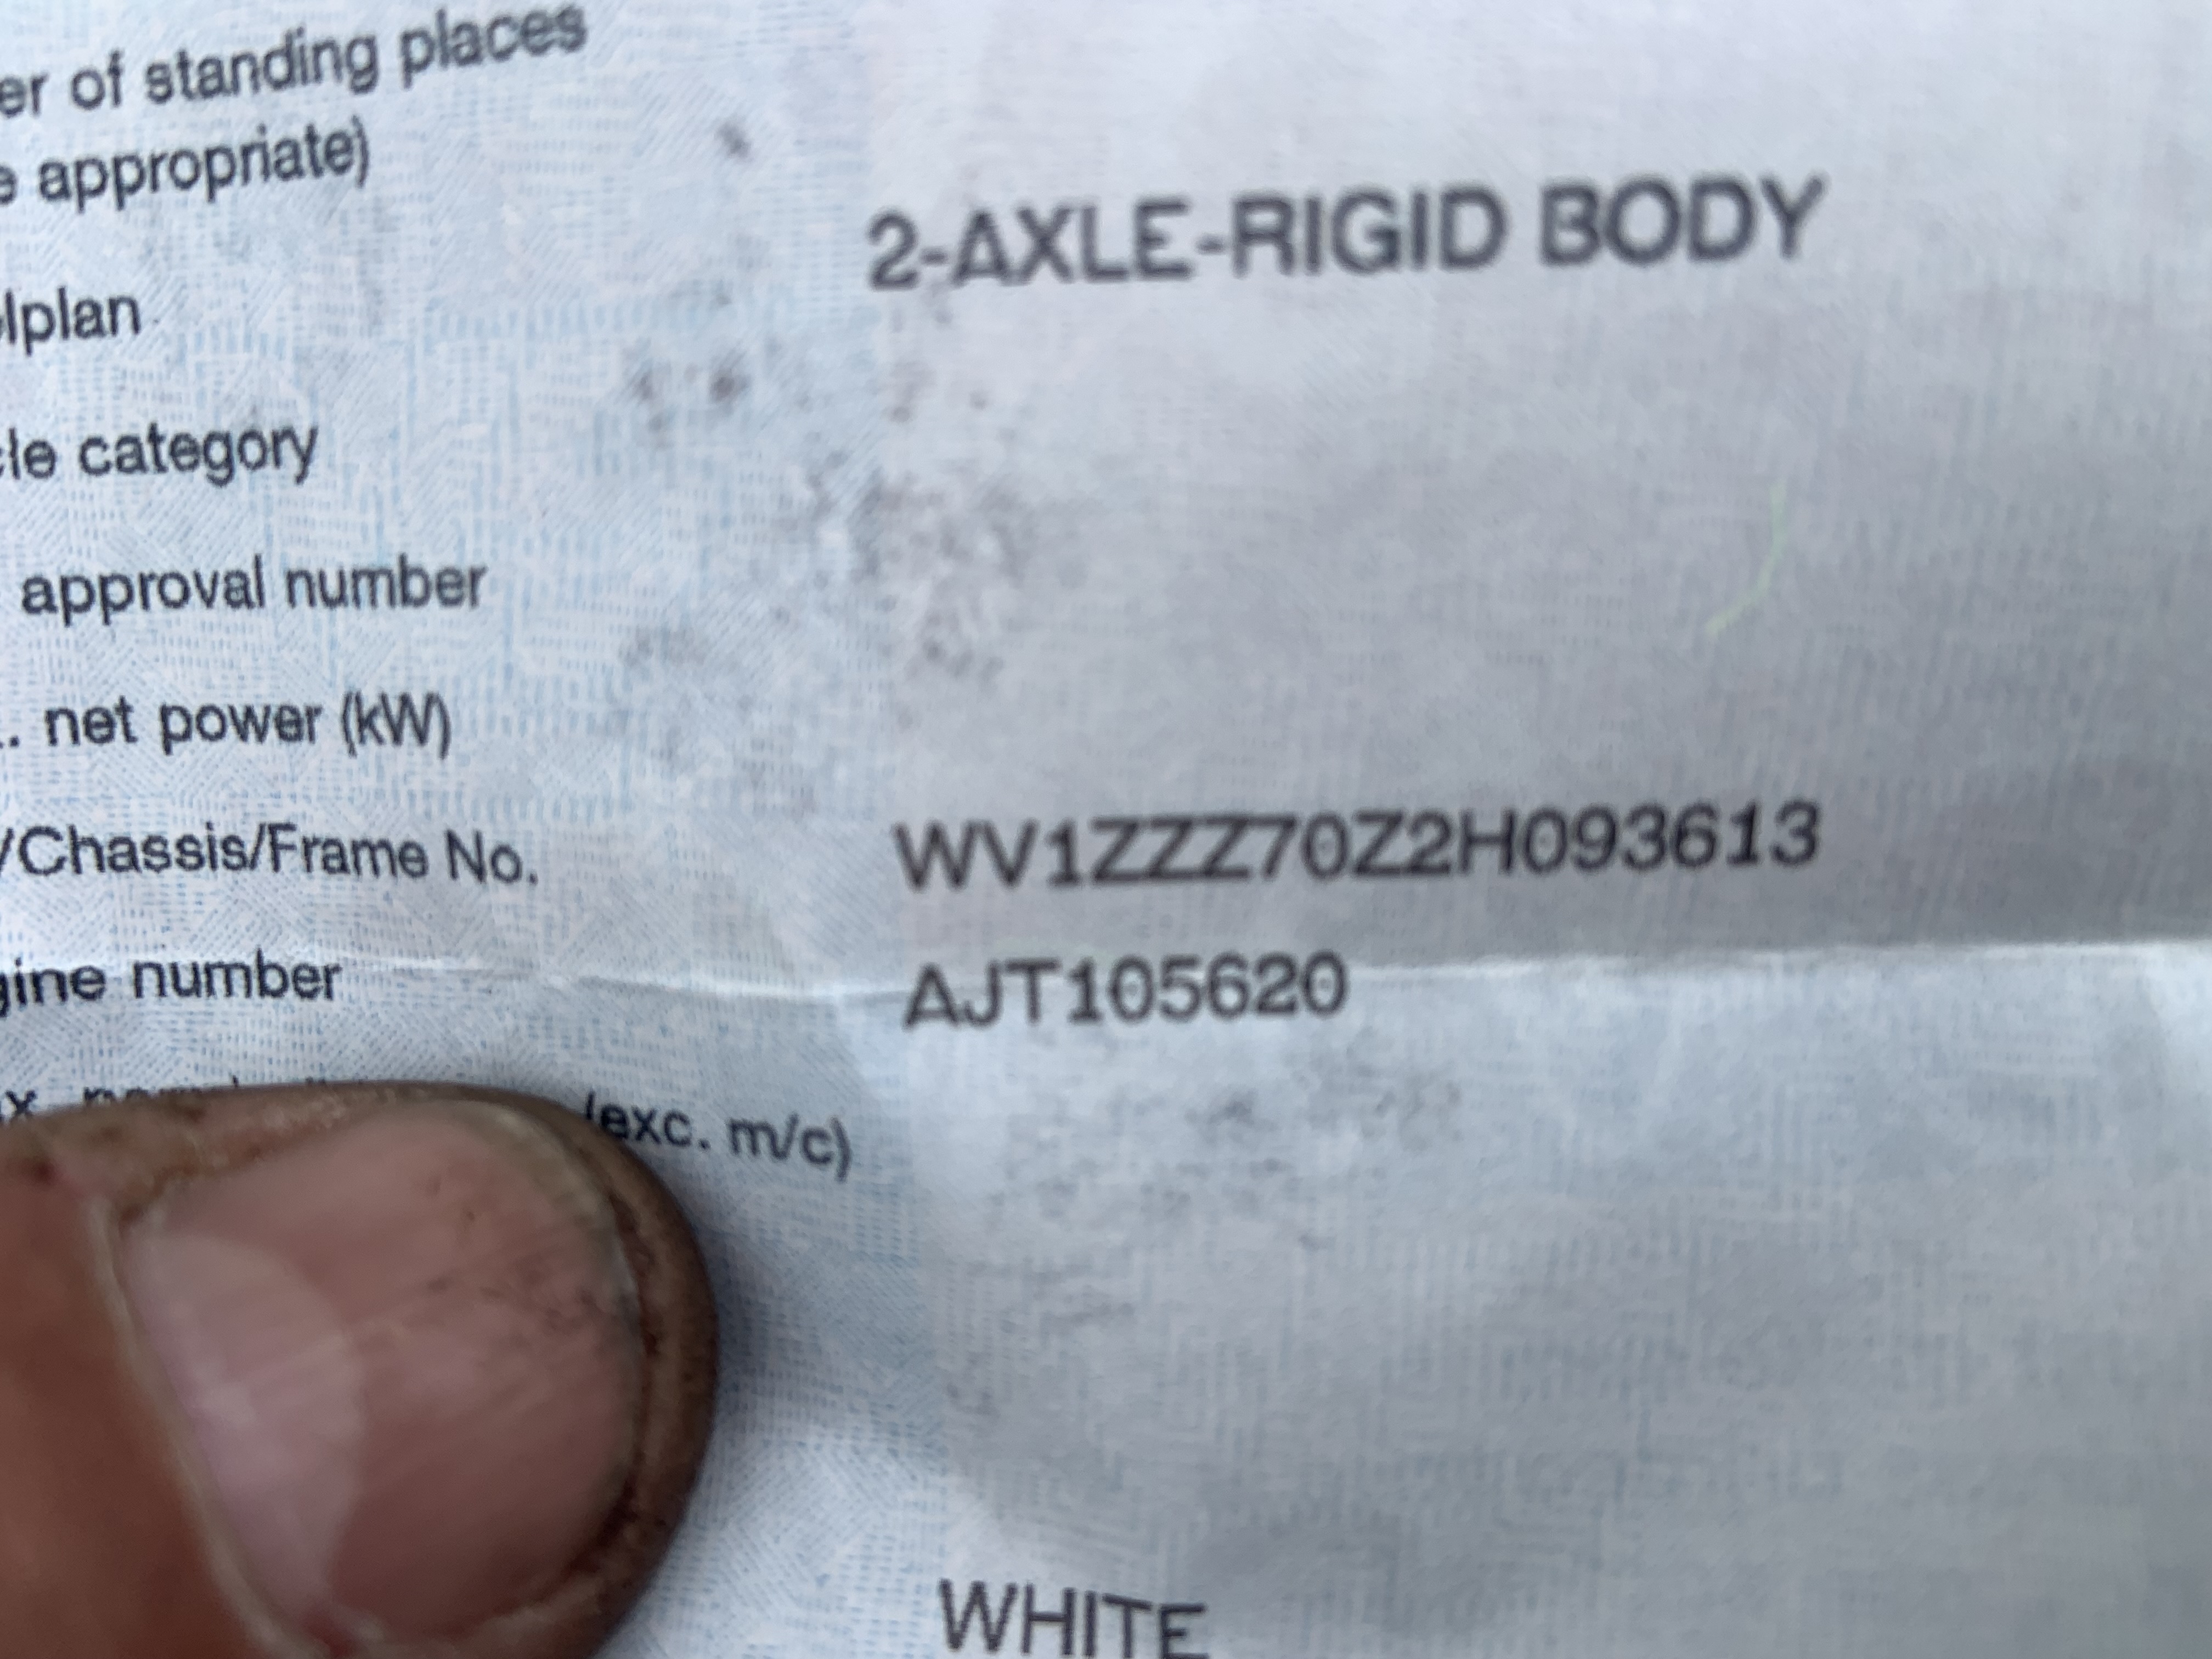 er of standing places
e appropriate)
2-AXLE-RIGID BODY
lplan
le category
approval number
. net power (kW)
/Chassis/Frame No.
WV1ZZZ70Z2H093613
gine number
AJT105620
(exc. m/c)
WHITE